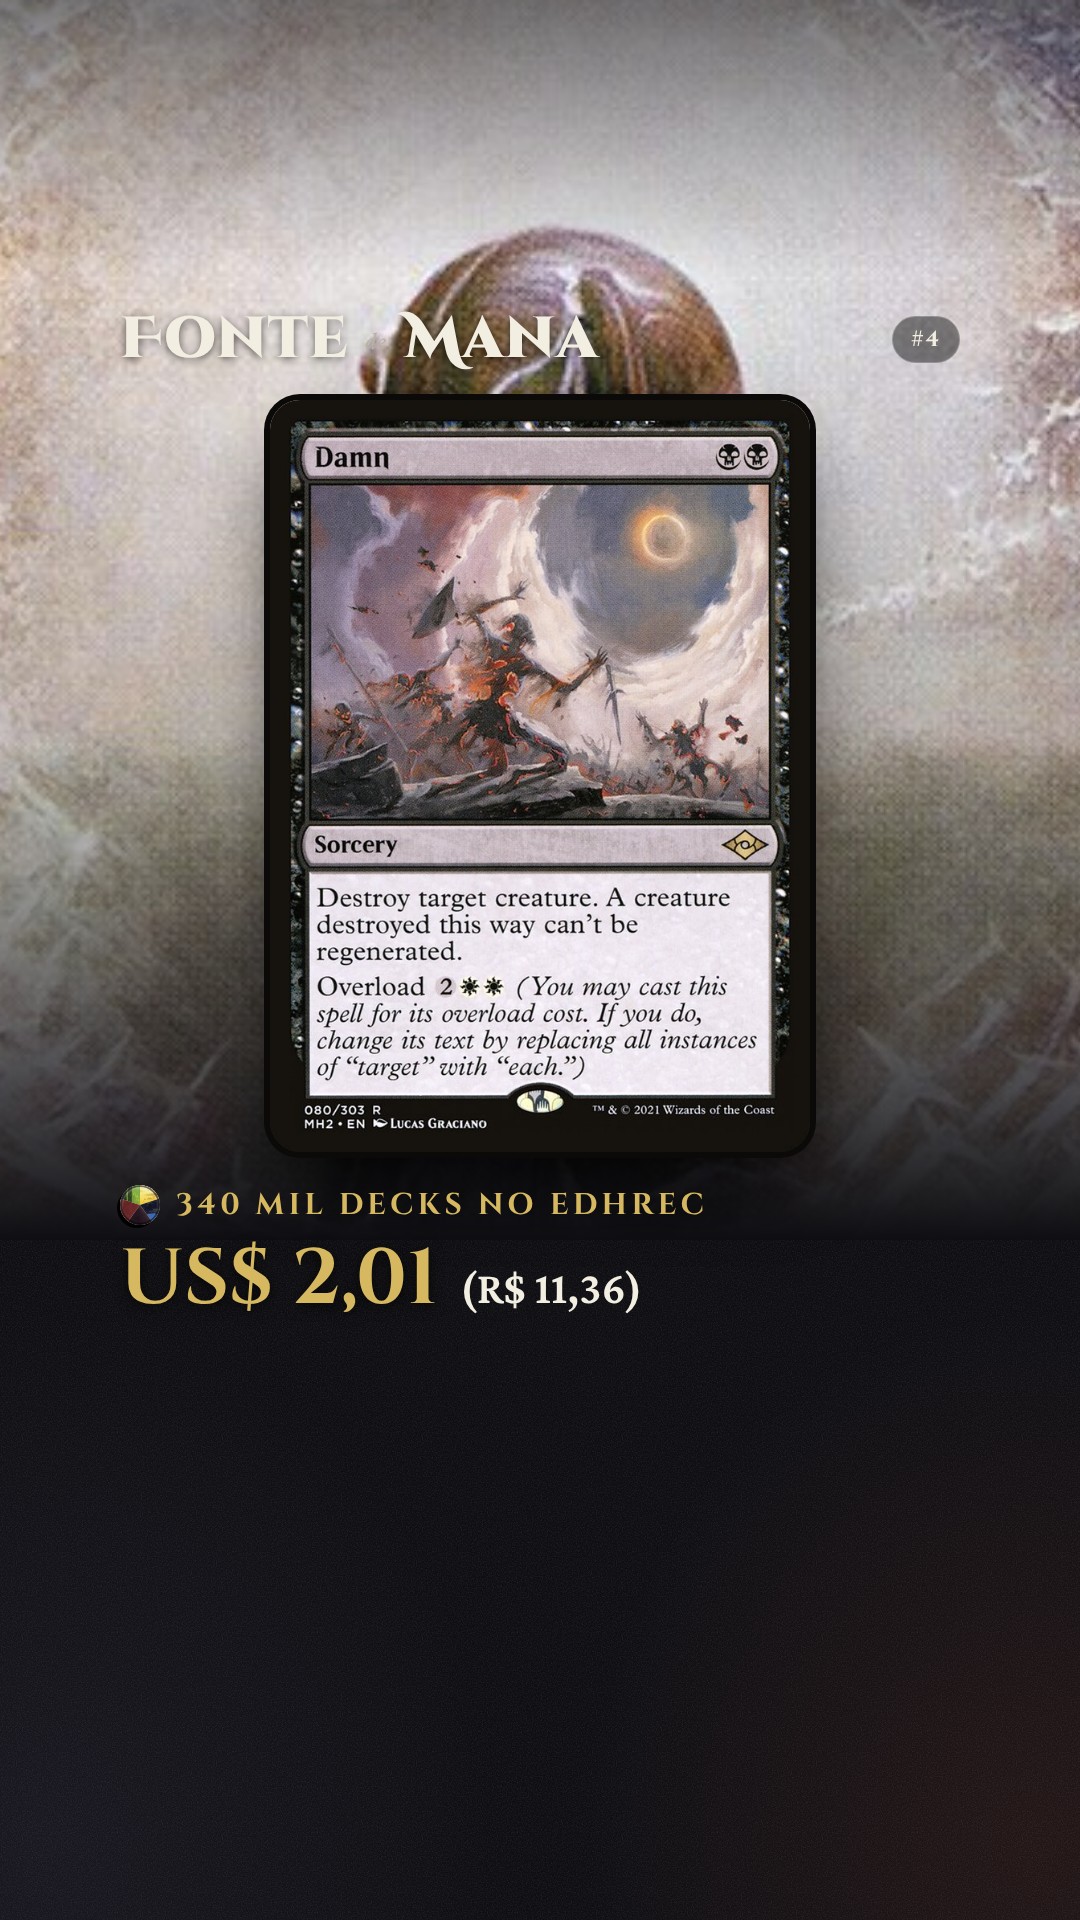 Fonte Mana
#4
Damn
Sorcery
Destroy target creature. A creature
destroyed this way can't be
regenerated.
Overload 2 (You may cast this
spell for its overload cost. If you do,
change its text by replacing all instances
of “target” with “each.”)
080/303 R
MH2 • EN Lucas Graciano
™ & © 2021 Wizards of the Coast
340 MIL DECKS NO EDHREC
US$ 2,01 (R$ 11,36)